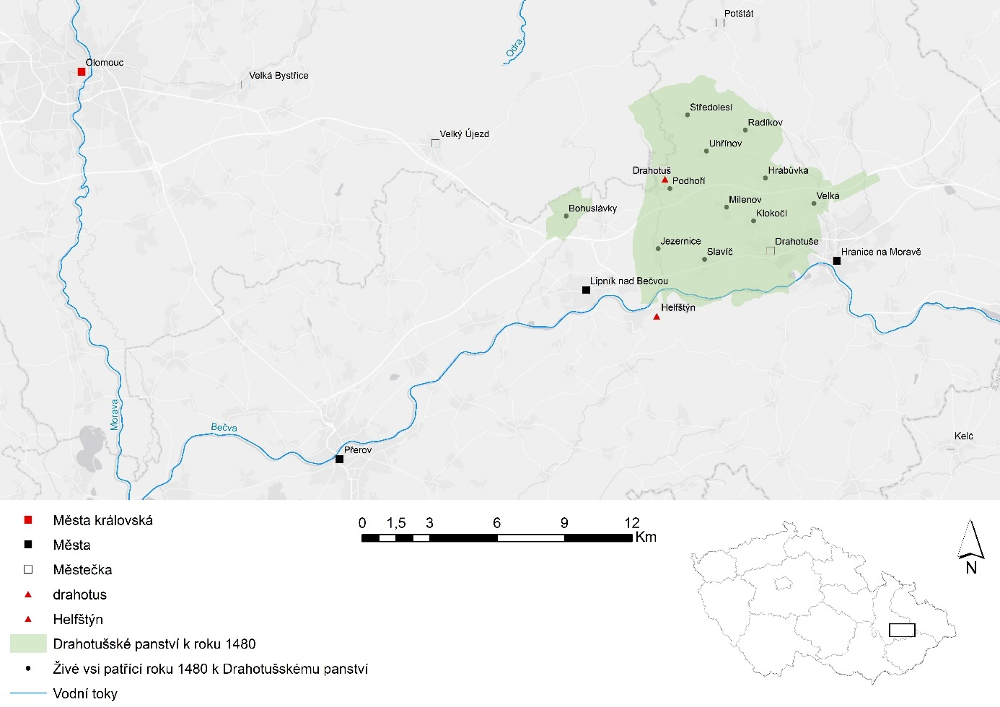 Potštát
Odra
Olomouc
Velká Bystřice
Středolesí
Radíkov
Velký Újezd
Uhřínov
Drahotuš
Hrabůvka
Podhoří
Velká
Milenov
Bohuslávky
Klokočí
Jezernice
Drahotuše
Slavíč
Hranice na Moravě
Lipník nad Bečvou
Helfštýn
Morava
Bečva
Kelč
Přerov
Města královská
Města
Městečka
drahotus
Helfštýn
Drahotušské panství k roku 1480
Živé vsi patřící roku 1480 k Drahotušskému panství
Vodní toky
0 1,5 3 6 9 12
Km
N